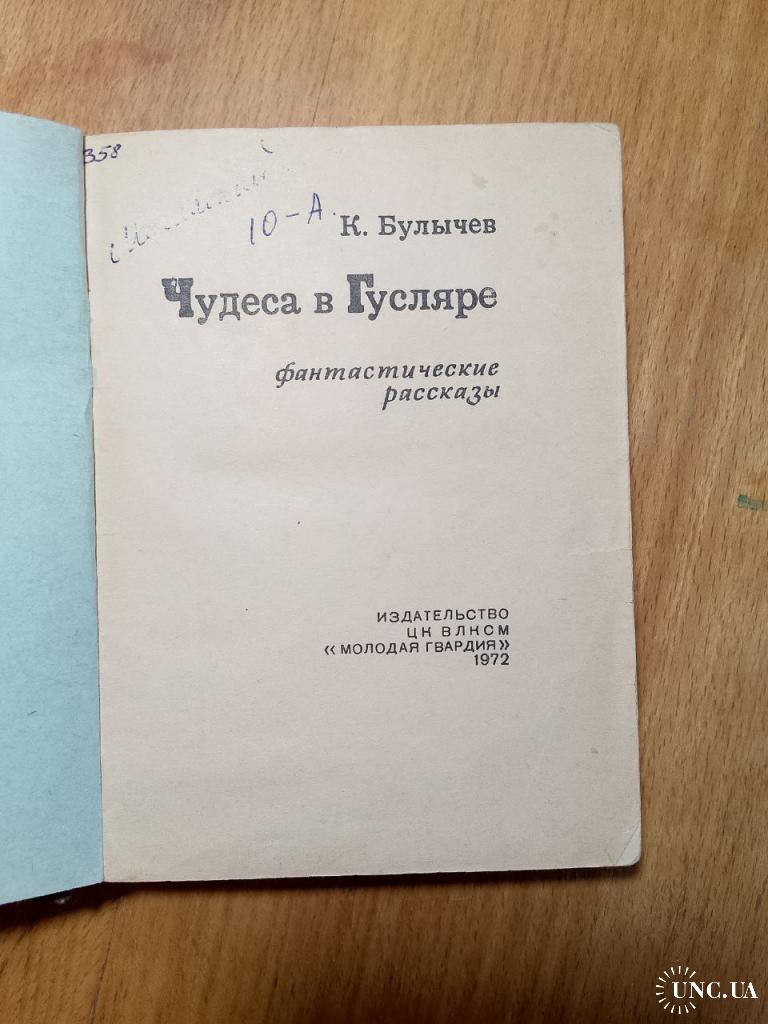 358
10-А
К. Булычев
Чудеса в Гусляре
фантастические
рассказы
ИЗДАТЕЛЬСТВО
ЦК ВЛКСМ
« МОЛОДАЯ ГВАРДИЯ »
1972
UNC.UA